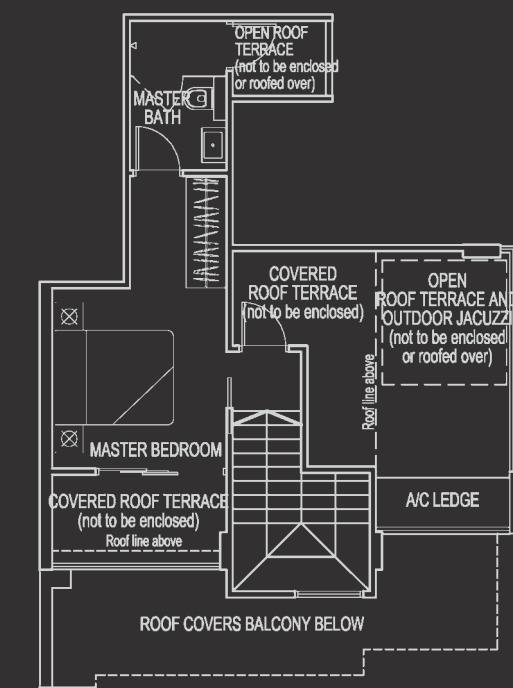 OPEN ROOF
TERRACE
(not to be enclosed
or roofed over)
MASTER
BATH
COVERED
ROOF TERRACE
(not to be enclosed)
OPEN
ROOF TERRACE AND
OUTDOOR JACUZZI
(not to be enclosed
or roofed over)
Roof line above
MASTER BEDROOM
COVERED ROOF TERRACE
(not to be enclosed)
Roof line above
A/C LEDGE
ROOF COVERS BALCONY BELOW